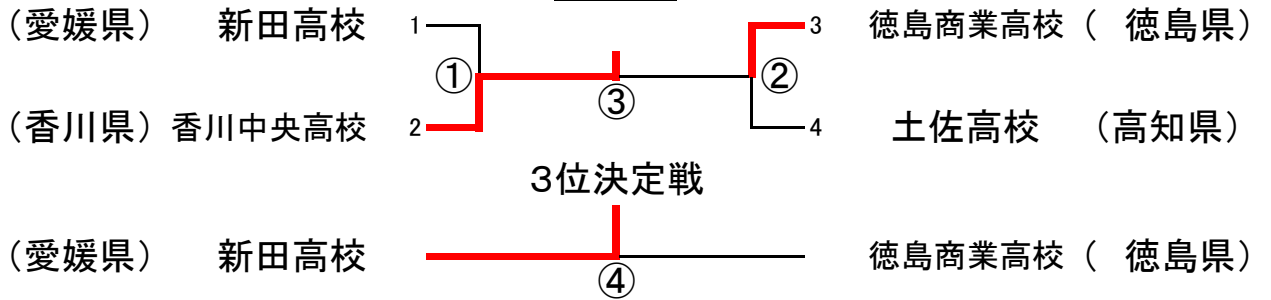 (愛媛県) 新田高校 1 3 徳島商業高校 ( 徳島県)
① ②
③
(香川県) 香川中央高校 2 4 土佐高校 (高知県)
3位決定戦
(愛媛県) 新田高校 徳島商業高校 ( 徳島県)
④